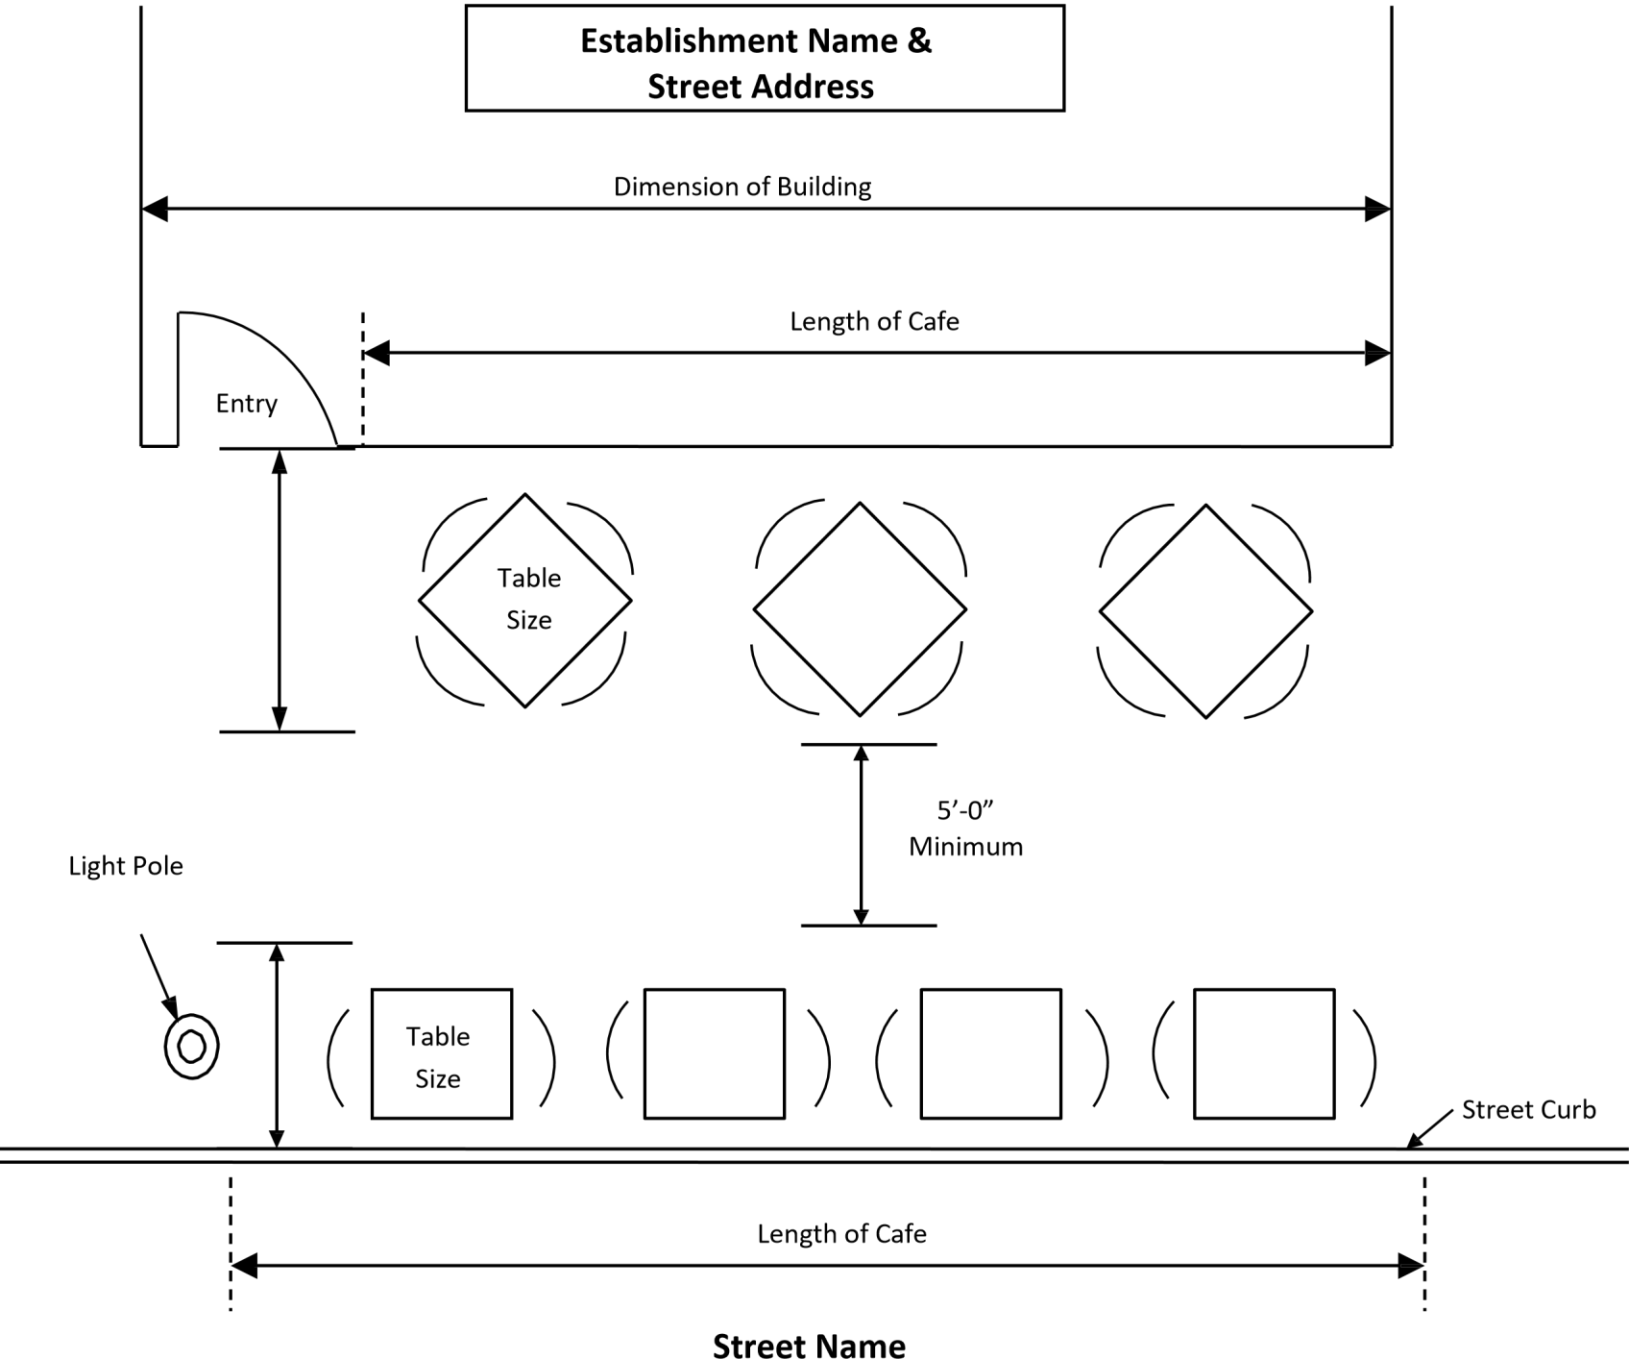 Establishment Name &
Street Address
Dimension of Building
Length of Cafe
Entry
Table
Size
5’-0”
Minimum
Light Pole
Table
Size
Street Curb
Length of Cafe
Street Name